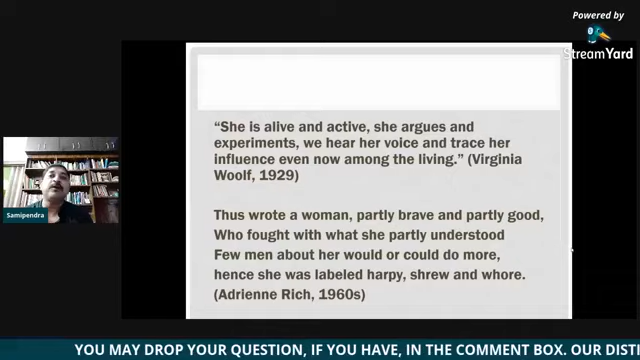 Powered by
StreamYard
“She is alive and active, she argues and
experiments, we hear her voice and trace her
influence even now among the living.” (Virginia
Woolf, 1929)
Thus wrote a woman, partly brave and partly good,
Who fought with what she partly understood
Few men about her would or could do more,
hence she was labeled harpy, shrew and whore.
(Adrienne Rich, 1960s)
Samipendra
YOU MAY DROP YOUR QUESTION, IF YOU HAVE, IN THE COMMENT BOX. OUR DISTI